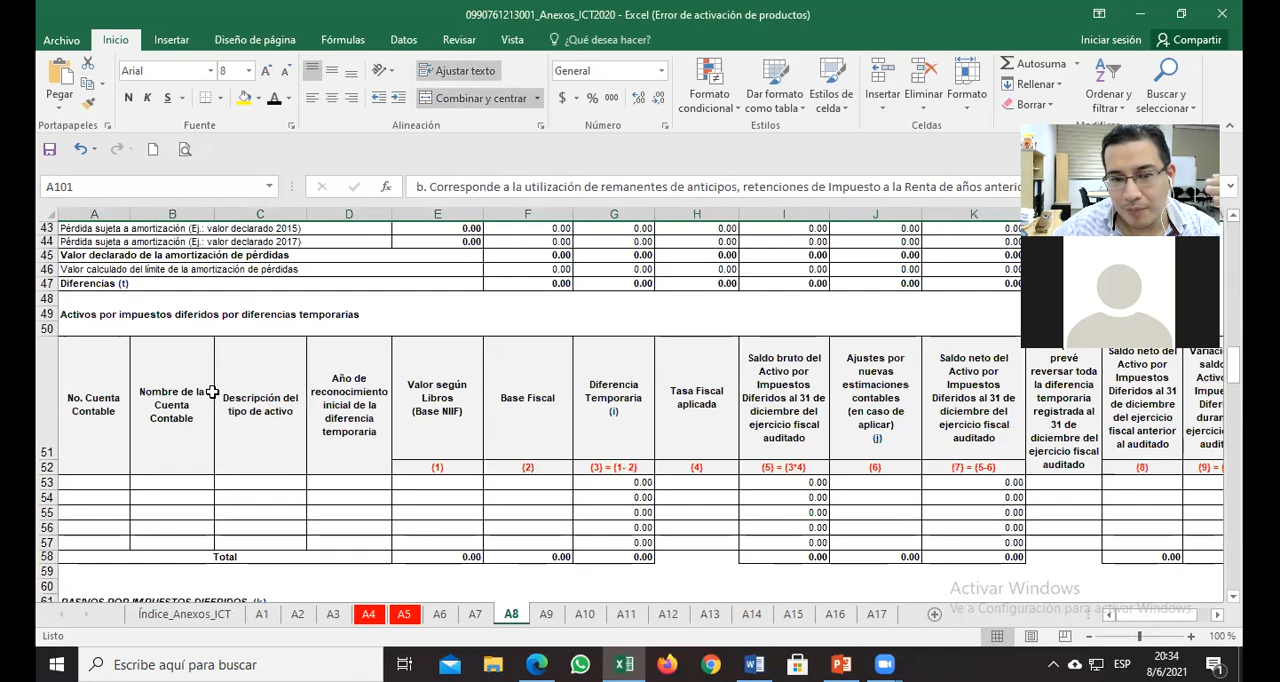 0990761213001_Anexos_ICT2020 - Excel (Error de activación de productos)
Archivo Inicio Insertar Diseño de página Fórmulas Datos Revisar Vista ¿Qué desea hacer? Iniciar sesión Compartir
Pegar
Arial 8
N K S
Ajustar texto
Combinar y centrar
General
$ % 000
Formato condicional
Dar formato como tabla
Estilos de celda
Insertar Eliminar Formato
Autosuma
Rellenar
Borrar
Ordenar y filtrar
Buscar y seleccionar
Portapapeles Fuente Alineación Número Estilos Celdas
A101 fx b. Corresponde a la utilización de remanentes de anticipos, retenciones de Impuesto a la Renta de años anterio
A B C D E F G H I J K
43 Pérdida sujeta a amortización (Ej.: valor declarado 2015) 0.00 0.00 0.00 0.00 0.00 0.00 0.00
44 Pérdida sujeta a amortización (Ej.: valor declarado 2017) 0.00 0.00 0.00 0.00 0.00 0.00 0.00
45 Valor declarado de la amortización de pérdidas 0.00 0.00 0.00 0.00 0.00 0.00
46 Valor calculado del límite de la amortización de pérdidas 0.00 0.00 0.00 0.00 0.00 0.00
47 Diferencias (t) 0.00 0.00 0.00 0.00 0.00 0.00
48
49 Activos por impuestos diferidos por diferencias temporarias
50
51 No. Cuenta Contable
Nombre de la Cuenta Contable
Descripción del tipo de activo
Año de reconocimiento inicial de la diferencia temporaria
Valor según Libros (Base NIIF)
Base Fiscal
Diferencia Temporaria (i)
Tasa Fiscal aplicada
Saldo bruto del Activo por Impuestos Diferidos al 31 de diciembre del ejercicio fiscal auditado
Ajustes por nuevas estimaciones contables (en caso de aplicar) (j)
Saldo neto del Activo por Impuestos Diferidos al 31 de diciembre del ejercicio fiscal auditado
prevé reversar toda la diferencia temporaria registrada al 31 de diciembre del ejercicio fiscal auditado
Saldo neto del Activo por Impuestos Diferidos al 31 de diciembre del ejercicio fiscal anterior al auditado
52 {1} {2} {3} = {1- 2} {4} {5} = {3*4} {6} {7} = {5-6} {8} {9} = {
53 0.00 0.00 0.00
54 0.00 0.00 0.00
55 0.00 0.00 0.00
56 0.00 0.00 0.00
57 0.00 0.00 0.00
58 Total 0.00 0.00 0.00 0.00 0.00 0.00 0.00
59
60
Activar Windows
Ve a Configuración para activar Windows.
Índice_Anexos_ICT A1 A2 A3 A4 A5 A6 A7 A8 A9 A10 A11 A12 A13 A14 A15 A16 A17
Listo 100 %
Escribe aquí para buscar
ESP
20:34
8/6/2021